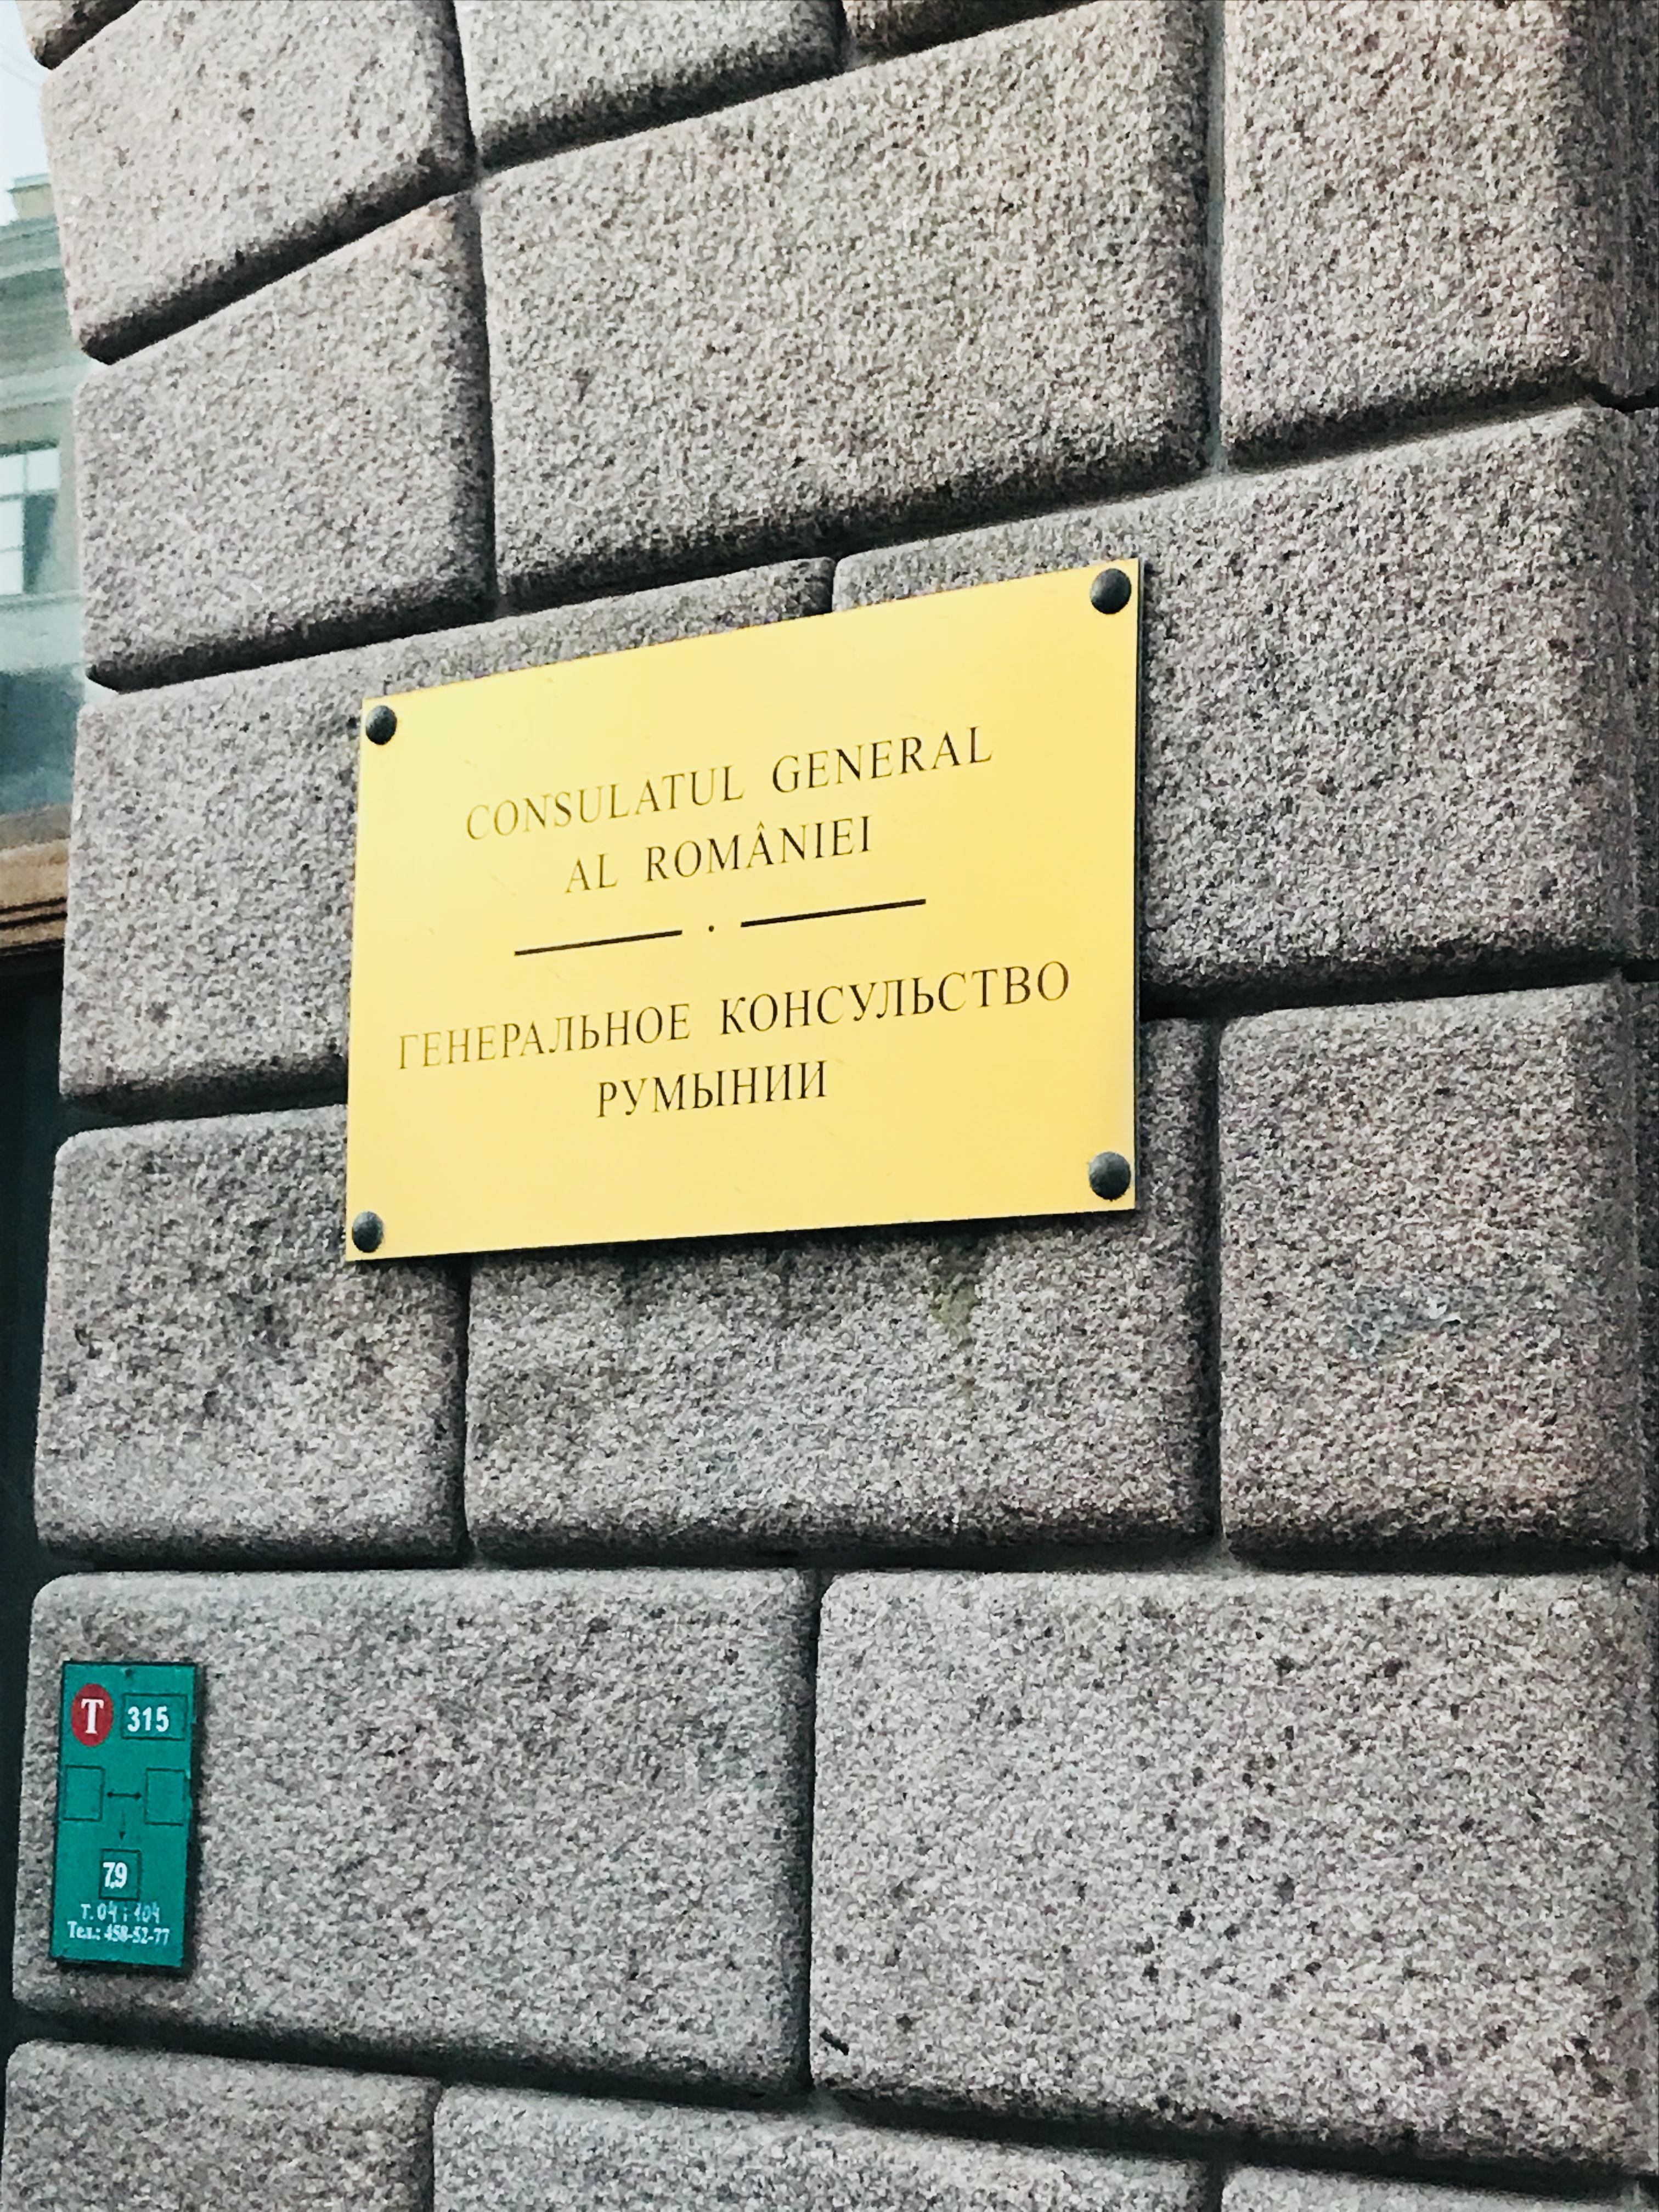 CONSULATUL GENERAL
AL ROMÂNIEI
ГЕНЕРАЛЬНОЕ КОНСУЛЬСТВО
РУМЫНИИ
Т 315
7,9
т. 04; 104
Тел.: 458-52-77